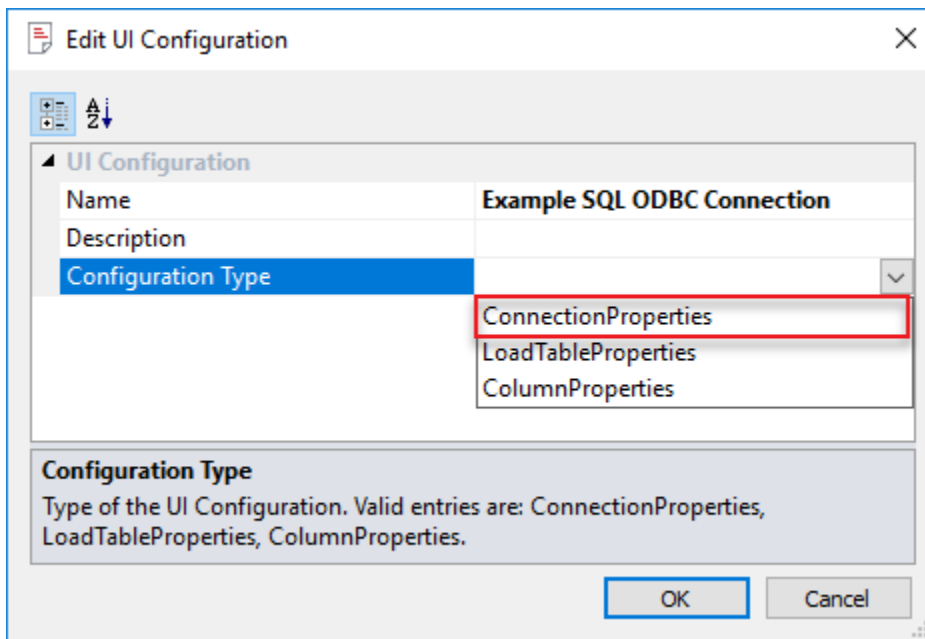 Edit UI Configuration
UI Configuration
Name Example SQL ODBC Connection
Description
Configuration Type
ConnectionProperties
LoadTableProperties
ColumnProperties
Configuration Type
Type of the UI Configuration. Valid entries are: ConnectionProperties,
LoadTableProperties, ColumnProperties.
OK Cancel